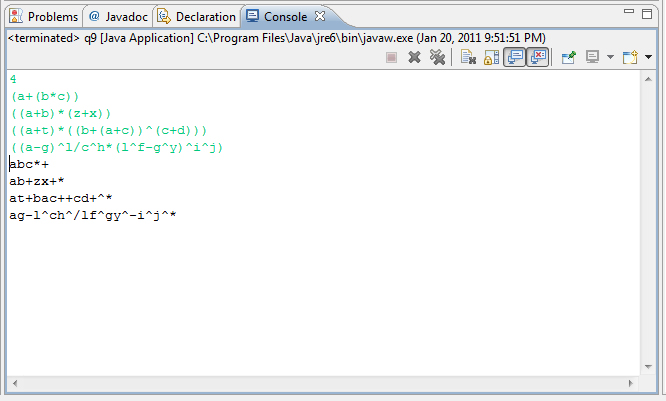 Problems @ Javadoc Declaration Console
<terminated> q9 [Java Application] C:\Program Files\Java\jre6\bin\javaw.exe (Jan 20, 2011 9:51:51 PM)
4
(a+(b*c))
((a+b)*(z+x))
((a+t)*((b+(a+c))^(c+d)))
((a-g)^l/c^h*(l^f-g^y)^i^j)
abc*+
ab+zx+*
at+bac++cd+^*
ag-l^ch^/lf^gy^-i^j^*